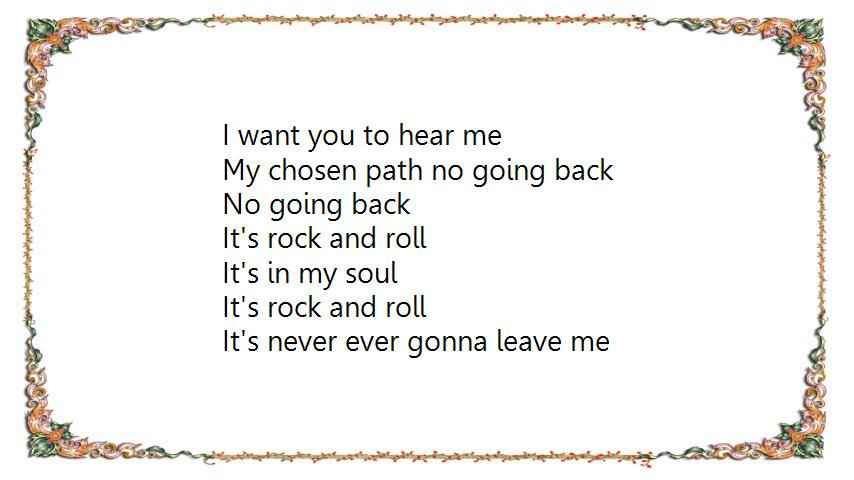 I want you to hear me
My chosen path no going back
No going back
It's rock and roll
It's in my soul
It's rock and roll
It's never ever gonna leave me